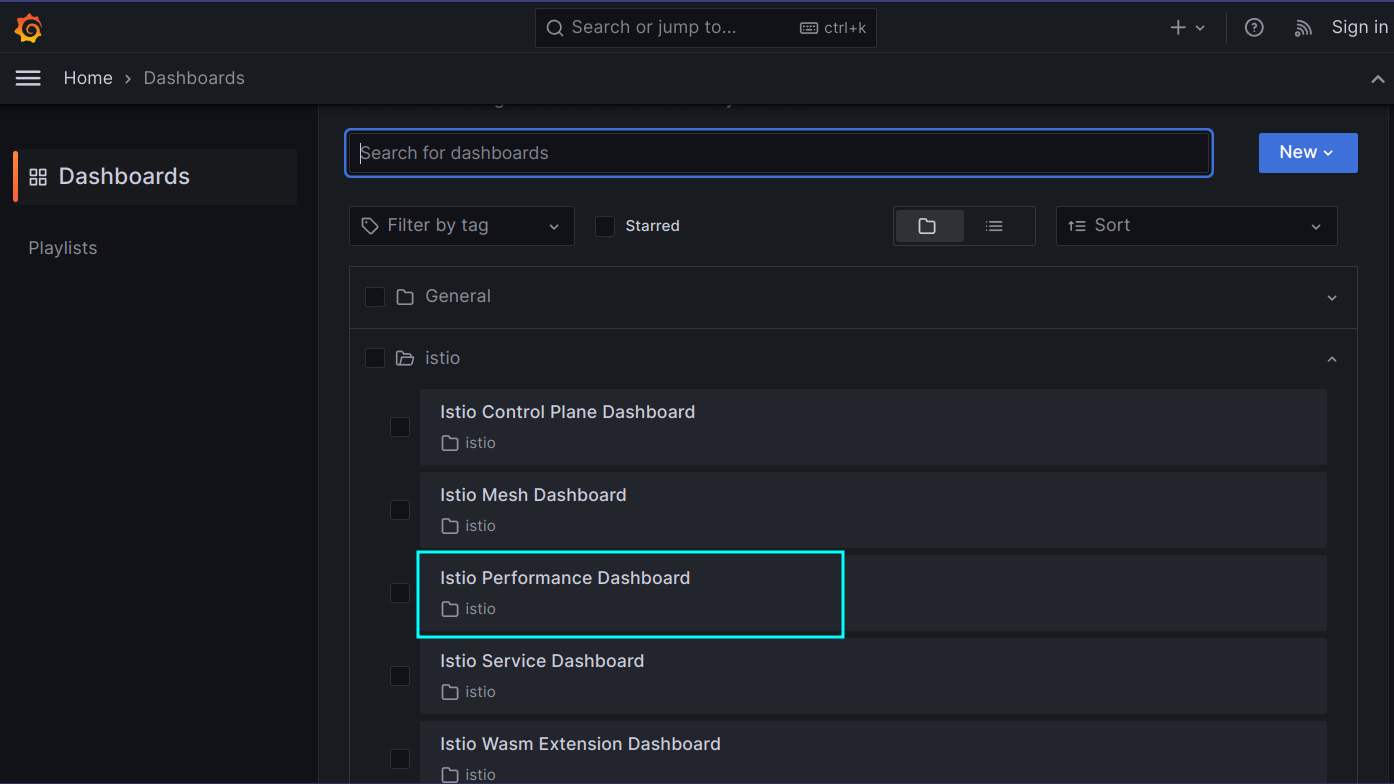 Search or jump to...
ctrl+k
Sign in
Home
Dashboards
Dashboards
Playlists
Search for dashboards
New
Filter by tag
Starred
Sort
General
istio
Istio Control Plane Dashboard
istio
Istio Mesh Dashboard
istio
Istio Performance Dashboard
istio
Istio Service Dashboard
istio
Istio Wasm Extension Dashboard
istio